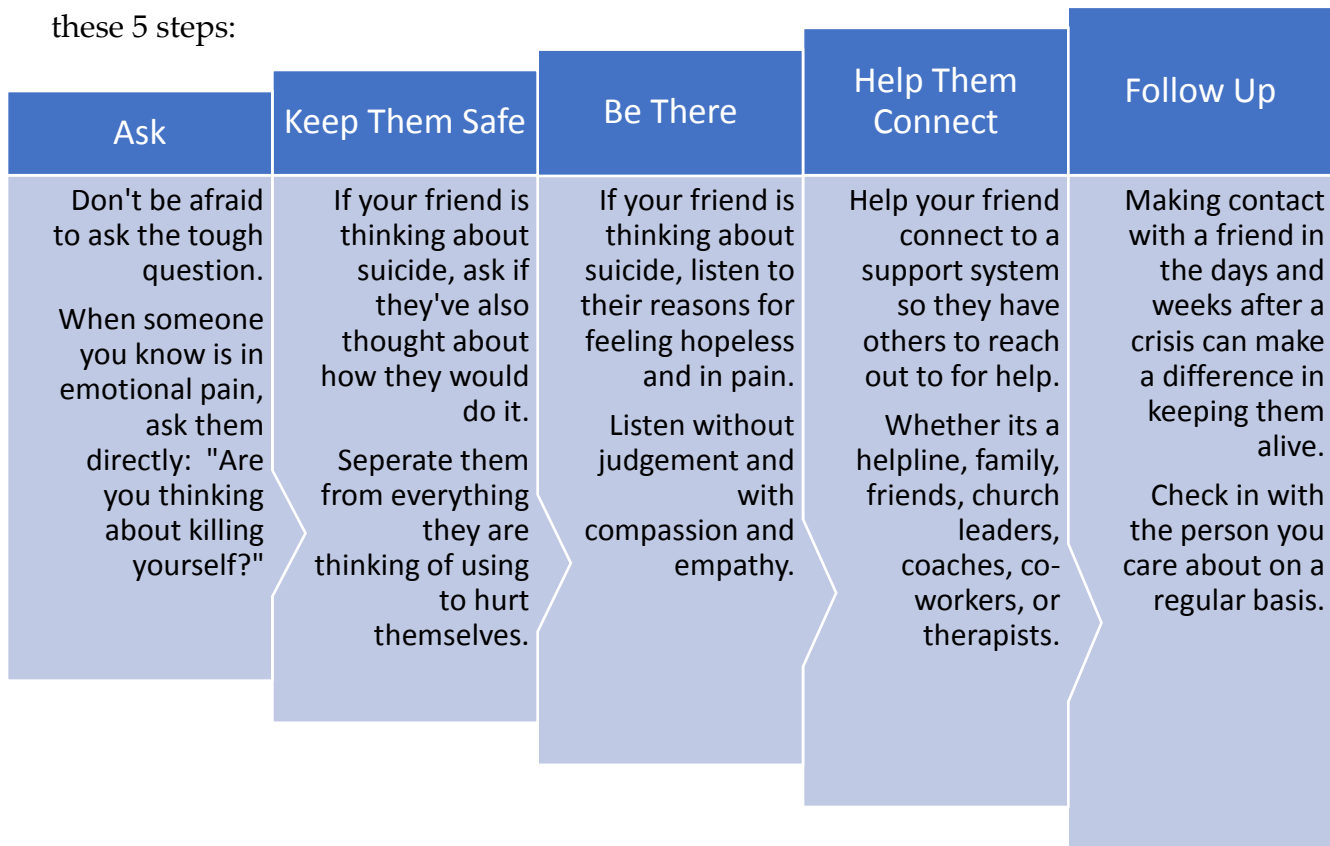 these 5 steps:
Ask
Don't be afraid
to ask the tough
question.
When someone
you know is in
emotional pain,
ask them
directly:  "Are
you thinking
about killing
yourself?"
Keep Them Safe
If your friend is
thinking about
suicide, ask if
they've also
thought about
how they would
do it.
Seperate them
from everything
they are
thinking of using
to hurt
themselves.
Be There
If your friend is
thinking about
suicide, listen to
their reasons for
feeling hopeless
and in pain.
Listen without
judgement and
with
compassion and
empathy.
Help Them
Connect
Help your friend
connect to a
support system
so they have
others to reach
out to for help.
Whether its a
helpline, family,
friends, church
leaders,
coaches, co-
workers, or
therapists.
Follow Up
Making contact
with a friend in
the days and
weeks after a
crisis can make
a difference in
keeping them
alive.
Check in with
the person you
care about on a
regular basis.